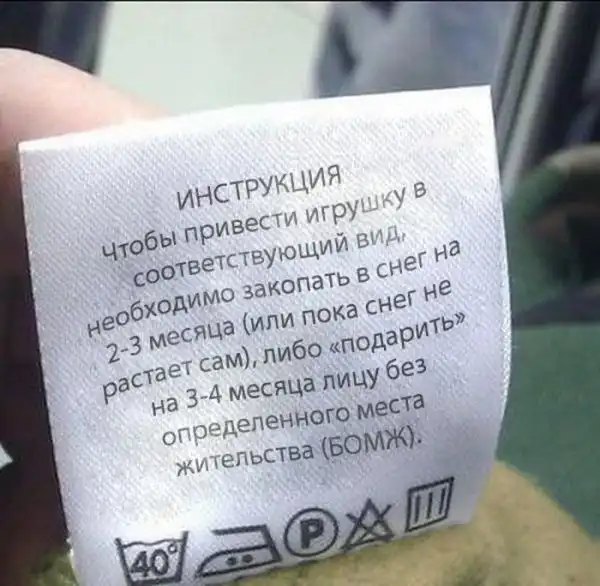 ИНСТРУКЦИЯ
Чтобы привести игрушку в
соответствующий вид,
необходимо закопать в снег на
2-3 месяца (или пока снег не
растает сам), либо «подарить»
на 3-4 месяца лицу без
определенного места
жительства (БОМЖ).
40° P